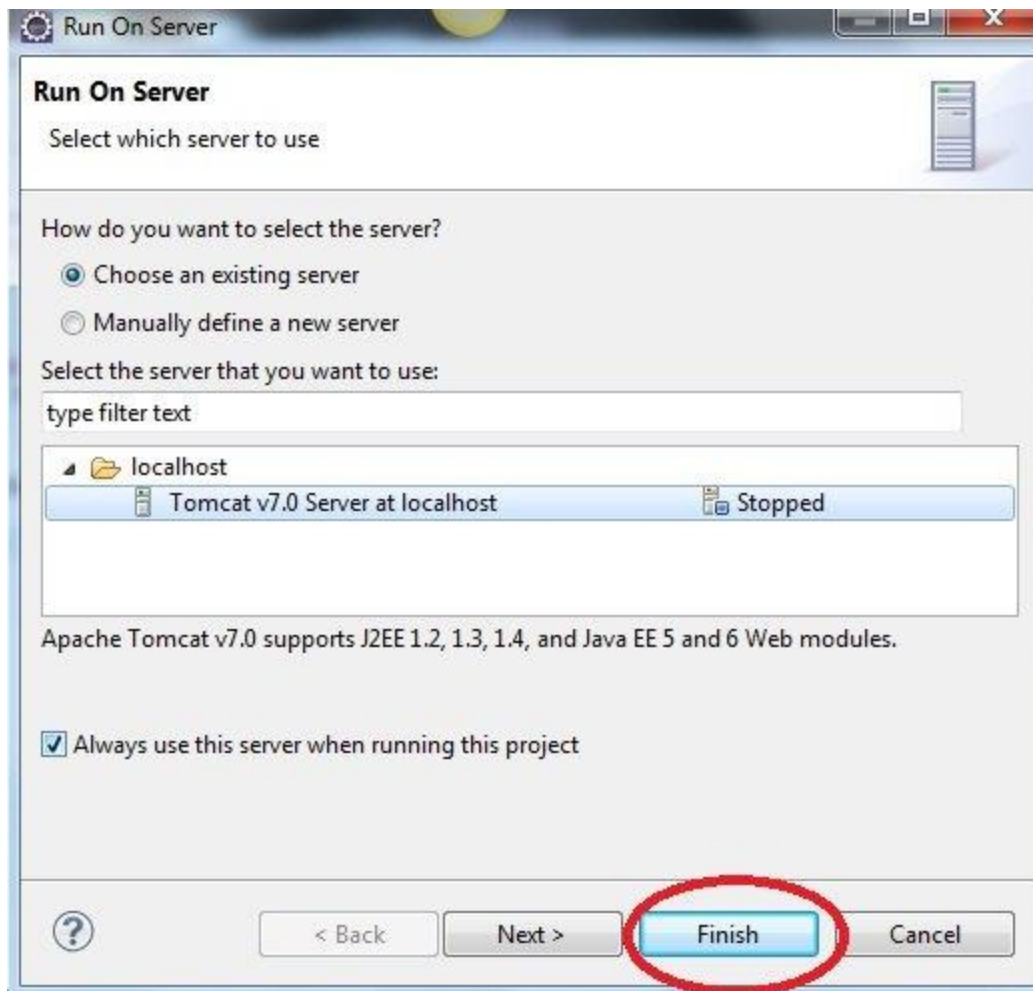 Run On Server
Run On Server
Select which server to use
How do you want to select the server?
Choose an existing server
Manually define a new server
Select the server that you want to use:
type filter text
localhost
Tomcat v7.0 Server at localhost Stopped
Apache Tomcat v7.0 supports J2EE 1.2, 1.3, 1.4, and Java EE 5 and 6 Web modules.
Always use this server when running this project
? < Back Next > Finish Cancel